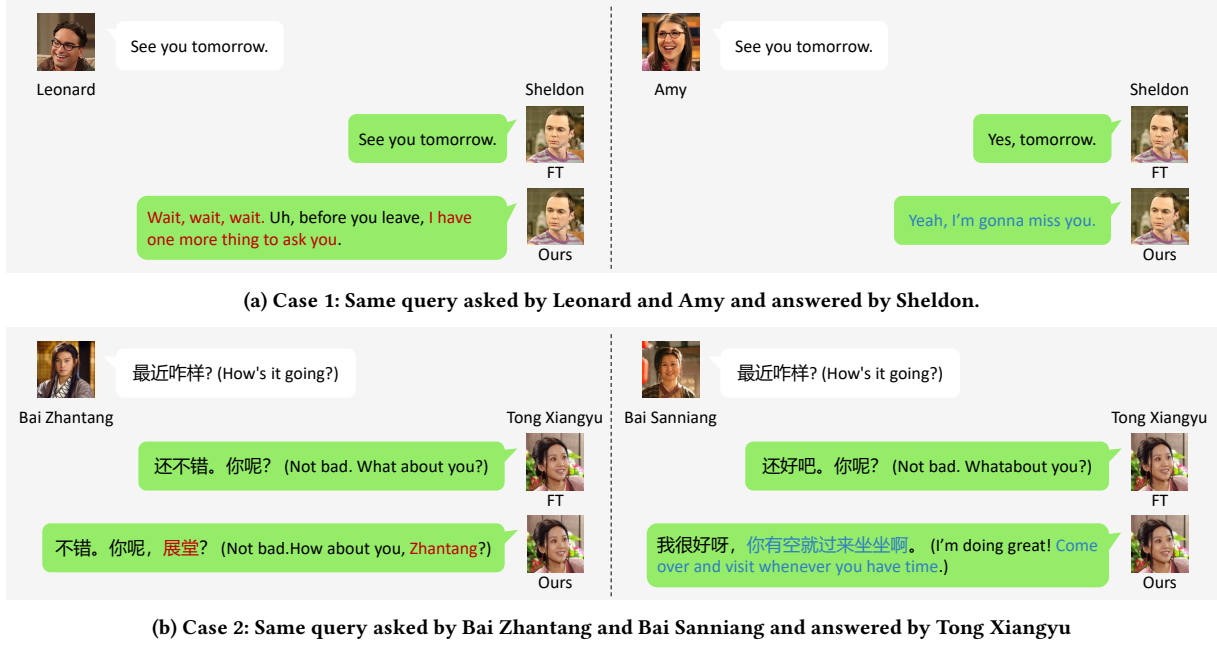 See you tomorrow.
Leonard
Sheldon
See you tomorrow.
FT
Wait, wait, wait. Uh, before you leave, I have
one more thing to ask you.
Ours
See you tomorrow.
Amy
Sheldon
Yes, tomorrow.
FT
Yeah, I'm gonna miss you.
Ours
(a) Case 1: Same query asked by Leonard and Amy and answered by Sheldon.
最近咋样? (How's it going?)
Bai Zhantang
Tong Xiangyu
还不错。你呢？ (Not bad. What about you?)
FT
不错。你呢，展堂？ (Not bad.How about you, Zhantang?)
Ours
最近咋样? (How's it going?)
Bai Sanniang
Tong Xiangyu
还好吧。你呢？ (Not bad. Whatabout you?)
FT
我很好呀，你有空就过来坐坐啊。 (I'm doing great! Come
over and visit whenever you have time.)
Ours
(b) Case 2: Same query asked by Bai Zhantang and Bai Sanniang and answered by Tong Xiangyu